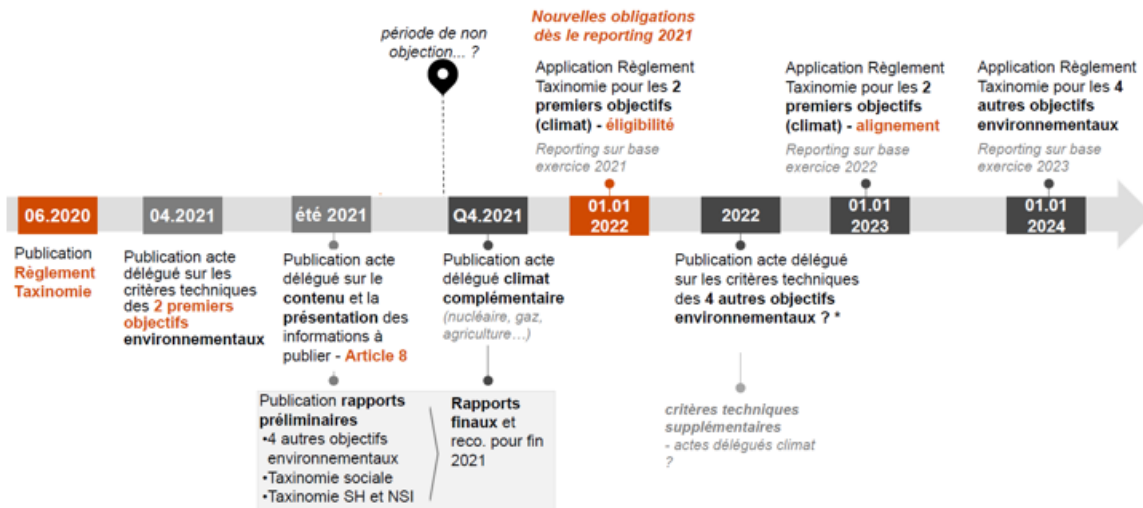 période de non
objection... ?
Nouvelles obligations
dès le reporting 2021
Application Règlement
Taxinomie pour les 2
premiers objectifs
(climat) - éligibilité
Reporting sur base
exercice 2021
Application Règlement
Taxinomie pour les 2
premiers objectifs
(climat) - alignement
Reporting sur base
exercice 2022
Application Règlement
Taxinomie pour les 4
autres objectifs
environnementaux
Reporting sur base
exercice 2023
06.2020
04.2021
été 2021
Q4.2021
01.01
2022
2022
01.01
2023
01.01
2024
Publication
Règlement
Taxinomie
Publication acte
délégué sur les
critères techniques
des 2 premiers
objectifs
environnementaux
Publication acte
délégué sur le
contenu et la
présentation des
informations à
publier - Article 8
Publication acte
délégué climat
complémentaire
(nucléaire, gaz,
agriculture…)
Publication acte délégué
sur les critères techniques
des 4 autres objectifs
environnementaux ? *
Publication rapports
préliminaires
•4 autres objectifs
environnementaux
•Taxinomie sociale
•Taxinomie SH et NSI
Rapports
finaux et
reco. pour fin
2021
critères techniques
supplémentaires
- actes délégués climat
?